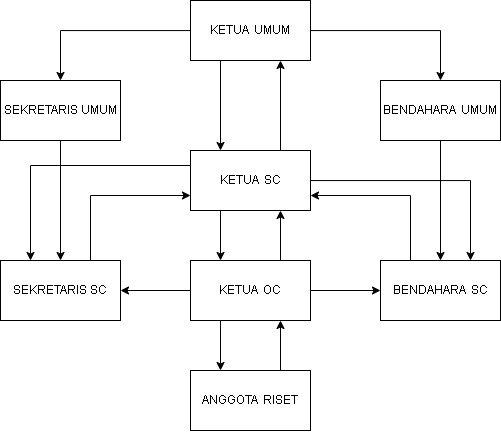 KETUA UMUM
SEKRETARIS UMUM
BENDAHARA UMUM
KETUA SC
SEKRETARIS SC
KETUA OC
BENDAHARA SC
ANGGOTA RISET